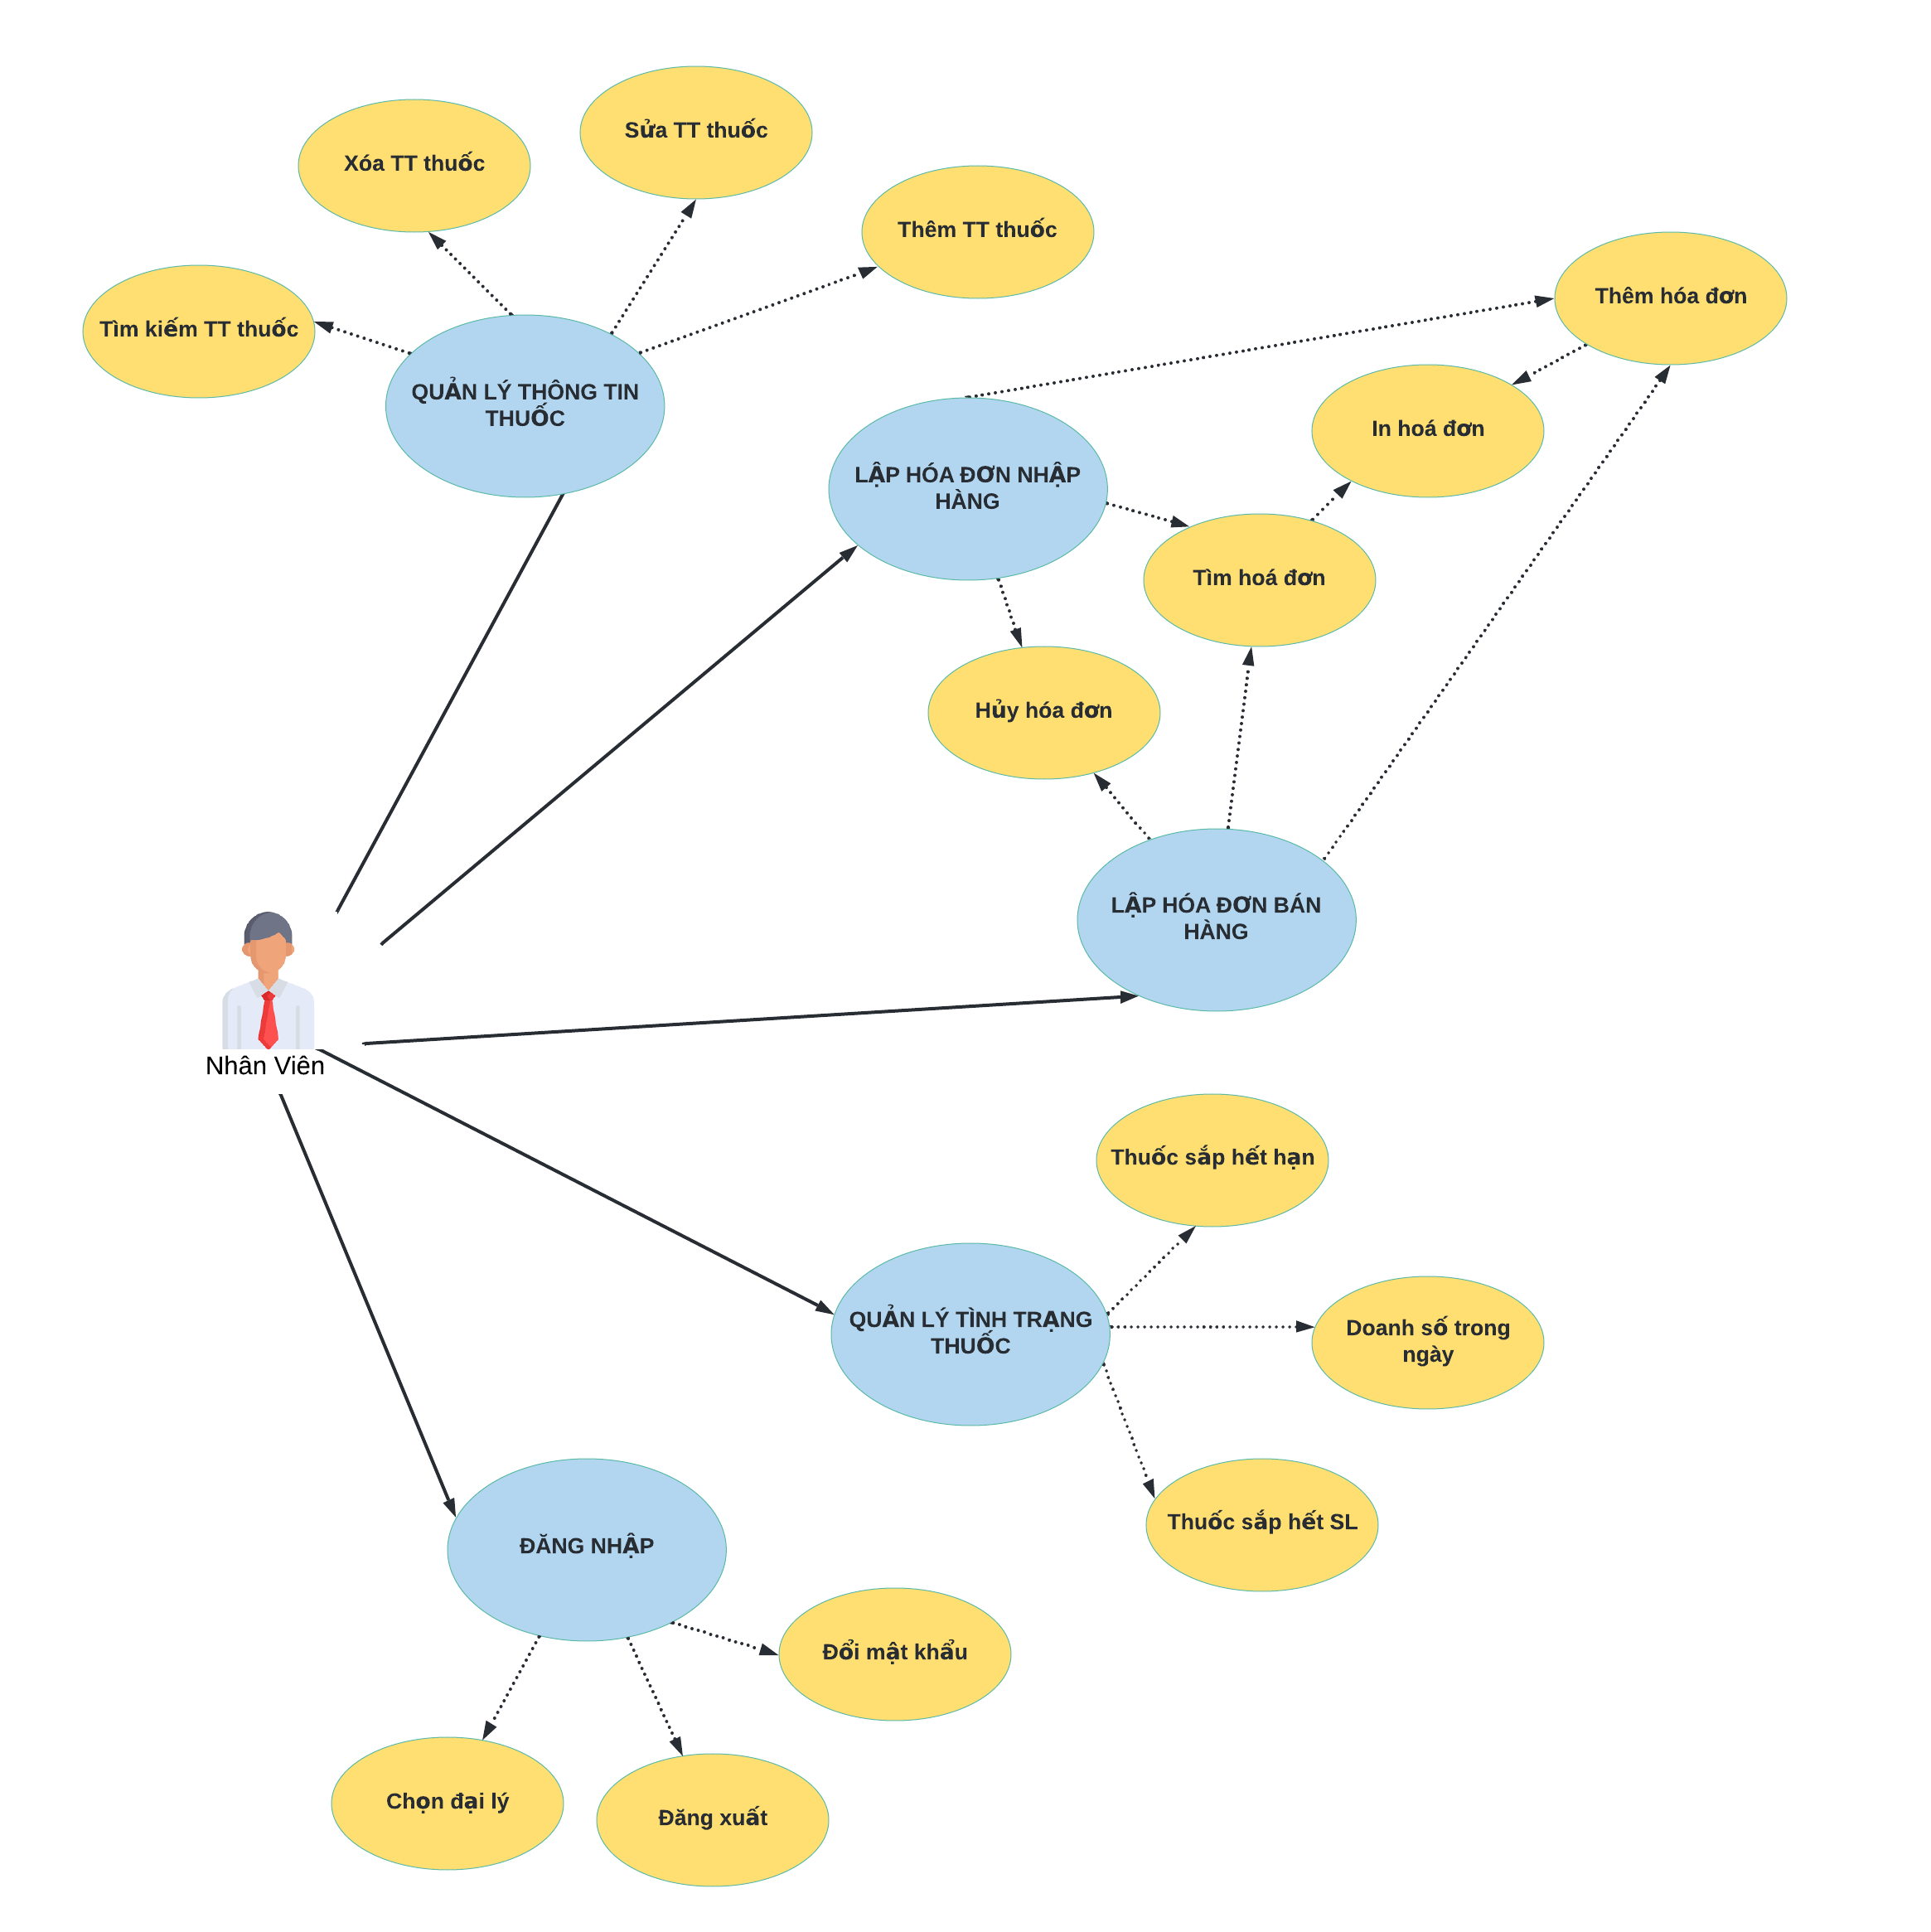 Sửa TT thuốc
Xóa TT thuốc
Thêm TT thuốc
Thêm hóa đơn
Tìm kiếm TT thuốc
QUẢN LÝ THÔNG TIN
THUỐC
In hoá đơn
LẬP HÓA ĐƠN NHẬP
HÀNG
Tìm hoá đơn
Hủy hóa đơn
LẬP HÓA ĐƠN BÁN
HÀNG
Nhân Viên
Thuốc sắp hết hạn
QUẢN LÝ TÌNH TRẠNG
THUỐC
Doanh số trong
ngày
Thuốc sắp hết SL
ĐĂNG NHẬP
Đổi mật khẩu
Chọn đại lý
Đăng xuất